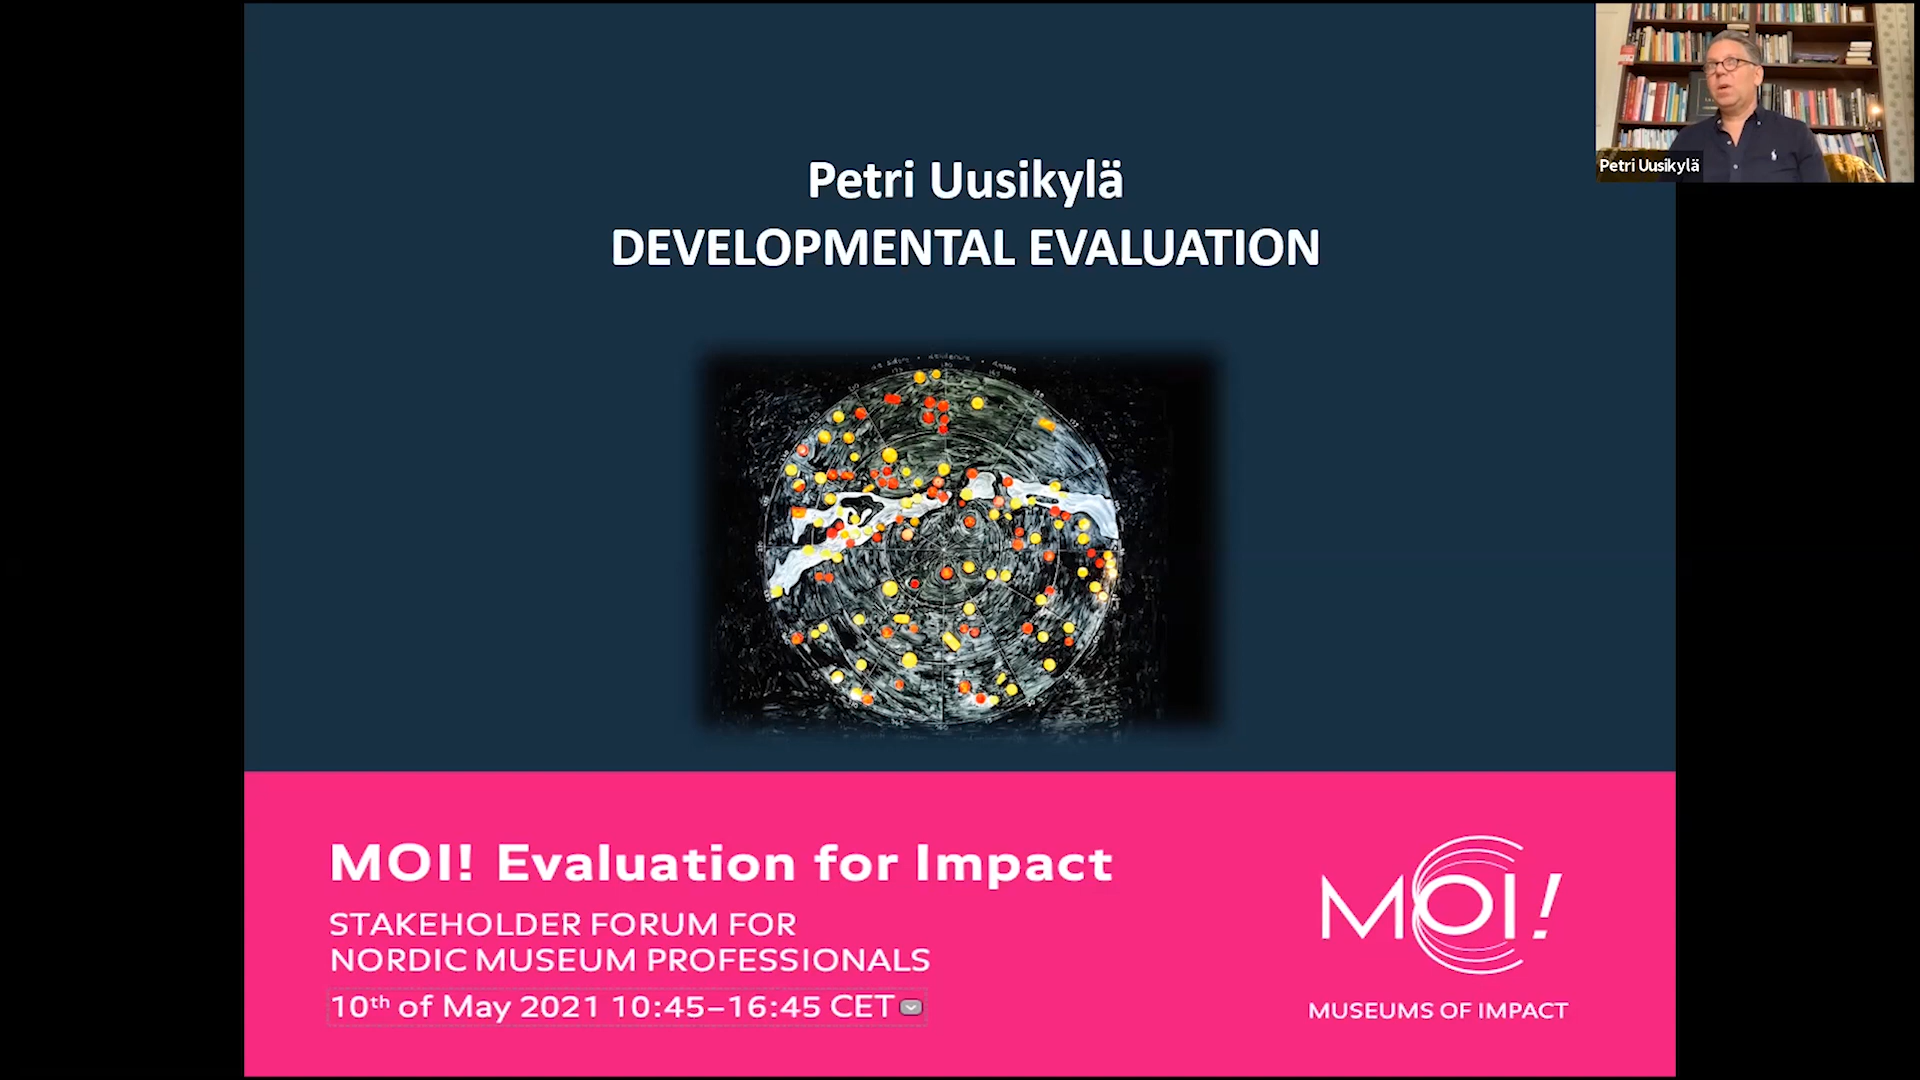 Petri Uusikylä
DEVELOPMENTAL EVALUATION
Petri Uusikylä
MOI! Evaluation for Impact
STAKEHOLDER FORUM FOR
NORDIC MUSEUM PROFESSIONALS
10th of May 2021 10:45–16:45 CET
MOI!
MUSEUMS OF IMPACT